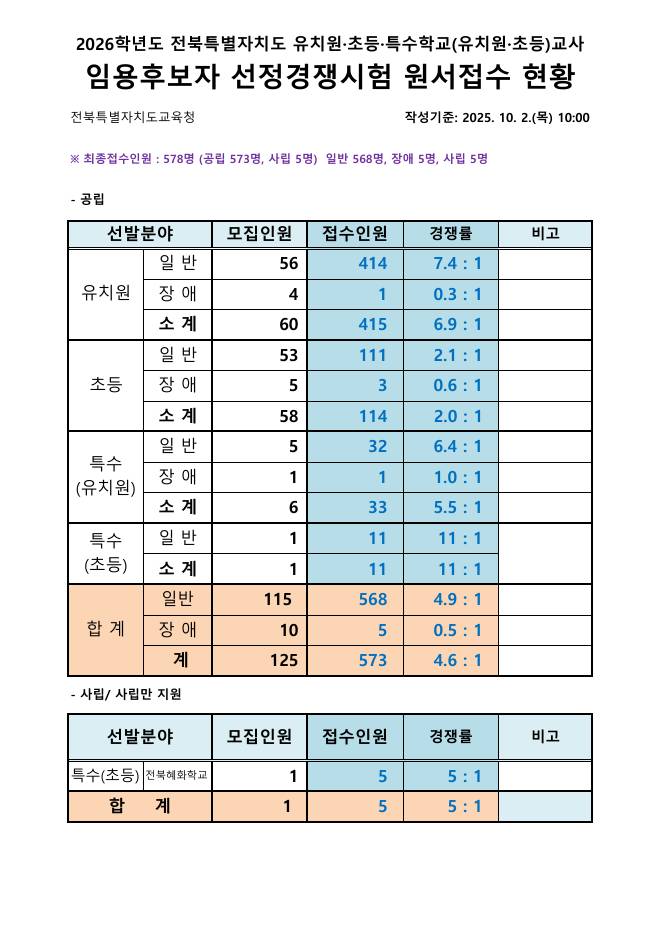 2026학년도 전북특별자치도 유치원·초등·특수학교(유치원·초등)교사
임용후보자 선정경쟁시험 원서접수 현황
전북특별자치도교육청 작성기준: 2025. 10. 2.(목) 10:00
※ 최종접수인원 : 578명 (공립 573명, 사립 5명) 일반 568명, 장애 5명, 사립 5명
- 공립
선발분야 모집인원 접수인원 경쟁률 비고
유치원 일 반 56 414 7.4 : 1
장 애 4 1 0.3 : 1
소 계 60 415 6.9 : 1
초등 일 반 53 111 2.1 : 1
장 애 5 3 0.6 : 1
소 계 58 114 2.0 : 1
특수 (유치원) 일 반 5 32 6.4 : 1
장 애 1 1 1.0 : 1
소 계 6 33 5.5 : 1
특수 (초등) 일 반 1 11 11 : 1
소 계 1 11 11 : 1
합 계 일반 115 568 4.9 : 1
장 애 10 5 0.5 : 1
계 125 573 4.6 : 1
- 사립/ 사립만 지원
선발분야 모집인원 접수인원 경쟁률 비고
특수(초등) 전북혜화학교 1 5 5 : 1
합 계 1 5 5 : 1